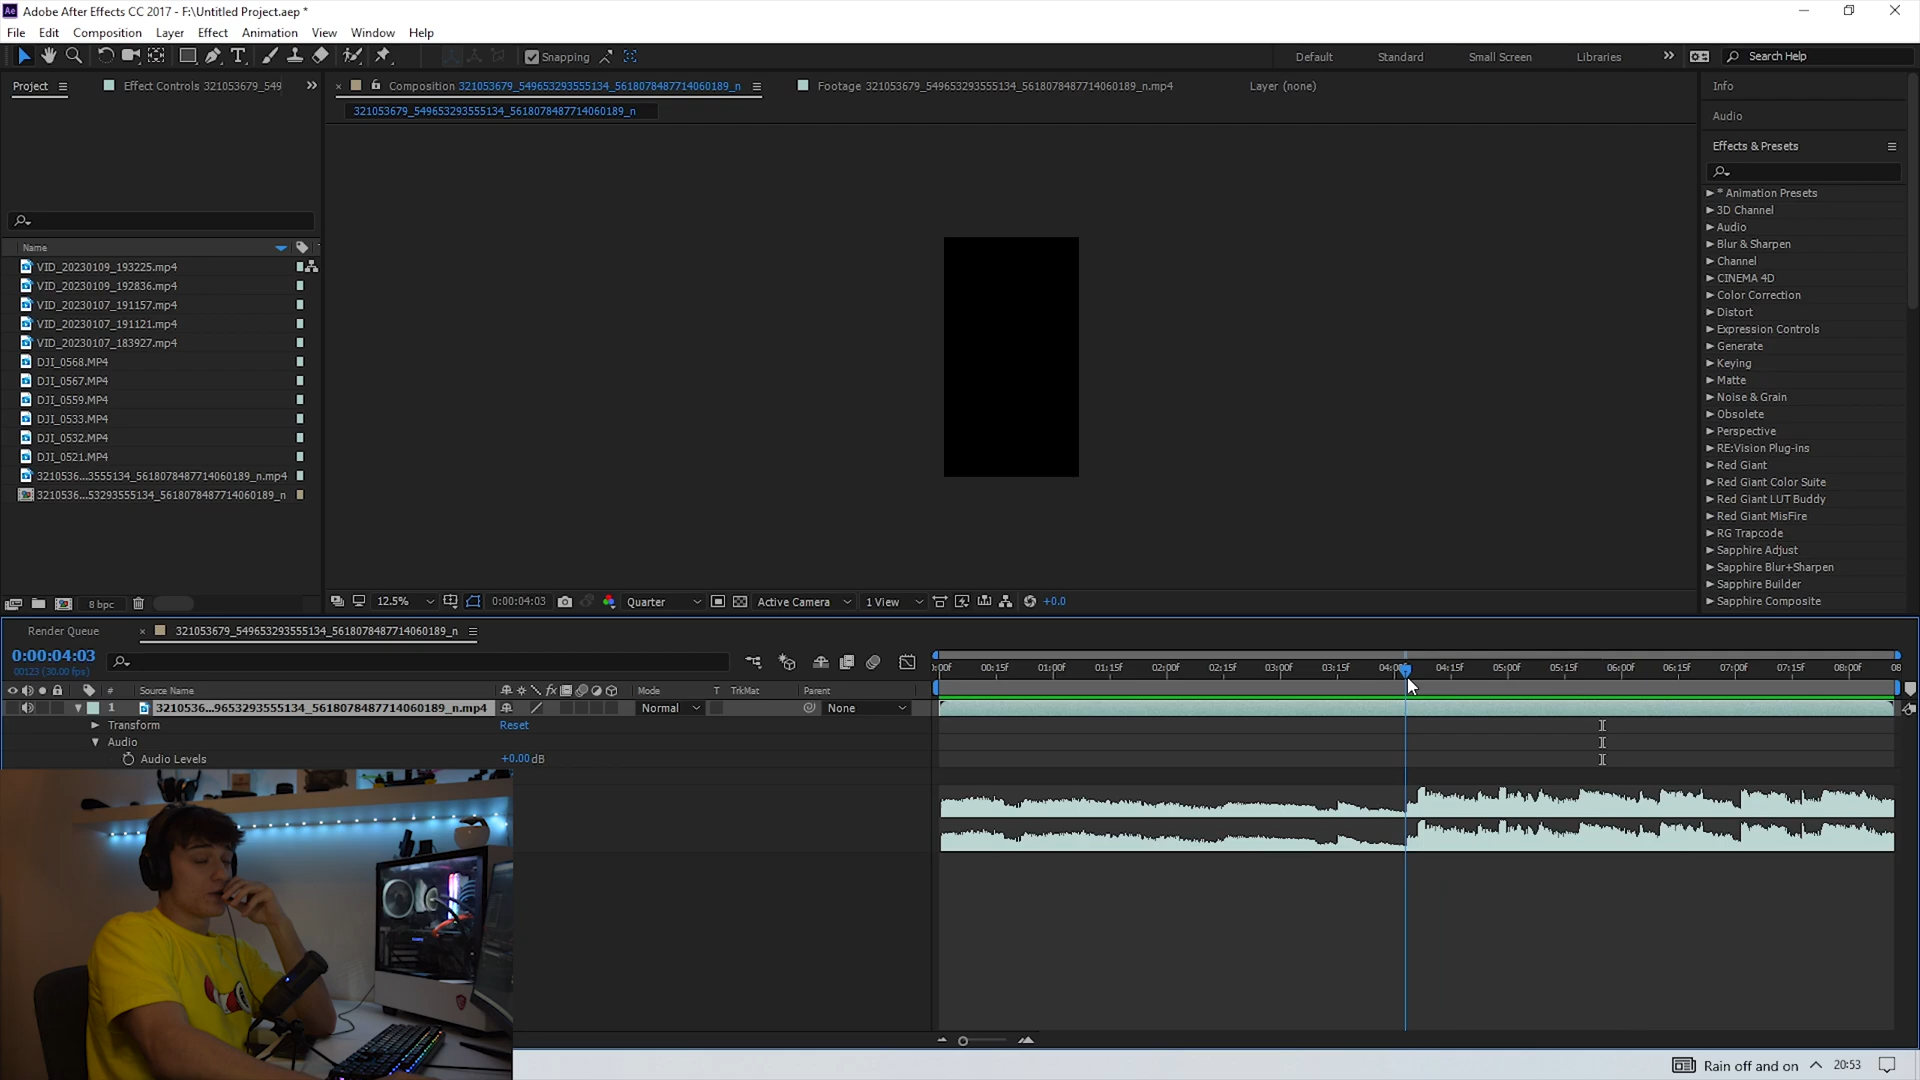 Adobe After Effects CC 2017 - F:\Untitled Project.aep *
File Edit Composition Layer Effect Animation View Window Help
Snapping Default Standard Small Screen Libraries Search Help
Project Effect Controls 321053679_549 Composition 321053679_549653293555134_5618078487714060189_n Footage 321053679_549653293555134_5618078487714060189_n.mp4 Layer (none)
321053679_549653293555134_5618078487714060189_n
Info
Audio
Effects & Presets
* Animation Presets
3D Channel
Audio
Blur & Sharpen
Channel
CINEMA 4D
Color Correction
Distort
Expression Controls
Generate
Keying
Matte
Noise & Grain
Obsolete
Perspective
RE:Vision Plug-ins
Red Giant
Red Giant Color Suite
Red Giant LUT Buddy
Red Giant MisFire
RG Trapcode
Sapphire Adjust
Sapphire Blur+Sharpen
Sapphire Builder
Sapphire Composite
Name
VID_20230109_193225.mp4
VID_20230109_192836.mp4
VID_20230107_191157.mp4
VID_20230107_191121.mp4
VID_20230107_183927.mp4
DJI_0568.MP4
DJI_0567.MP4
DJI_0559.MP4
DJI_0533.MP4
DJI_0532.MP4
DJI_0521.MP4
3210536...3555134_5618078487714060189_n.mp4
3210536...53293555134_5618078487714060189_n
8 bpc
12.5% 0:00:04:03 Quarter Active Camera 1 View +0.0
Render Queue 321053679_549653293555134_5618078487714060189_n
0:00:04:03
00123 (30.00 fps)
:00f 00:15f 01:00f 01:15f 02:00f 02:15f 03:00f 03:15f 04:00f 04:15f 05:00f 05:15f 06:00f 06:15f 07:00f 07:15f 08:00f 08
# Source Name Mode T TrkMat Parent
1 3210536...9653293555134_5618078487714060189_n.mp4 Normal None
Transform Reset
Audio
Audio Levels +0.00 dB
Rain off and on 20:53